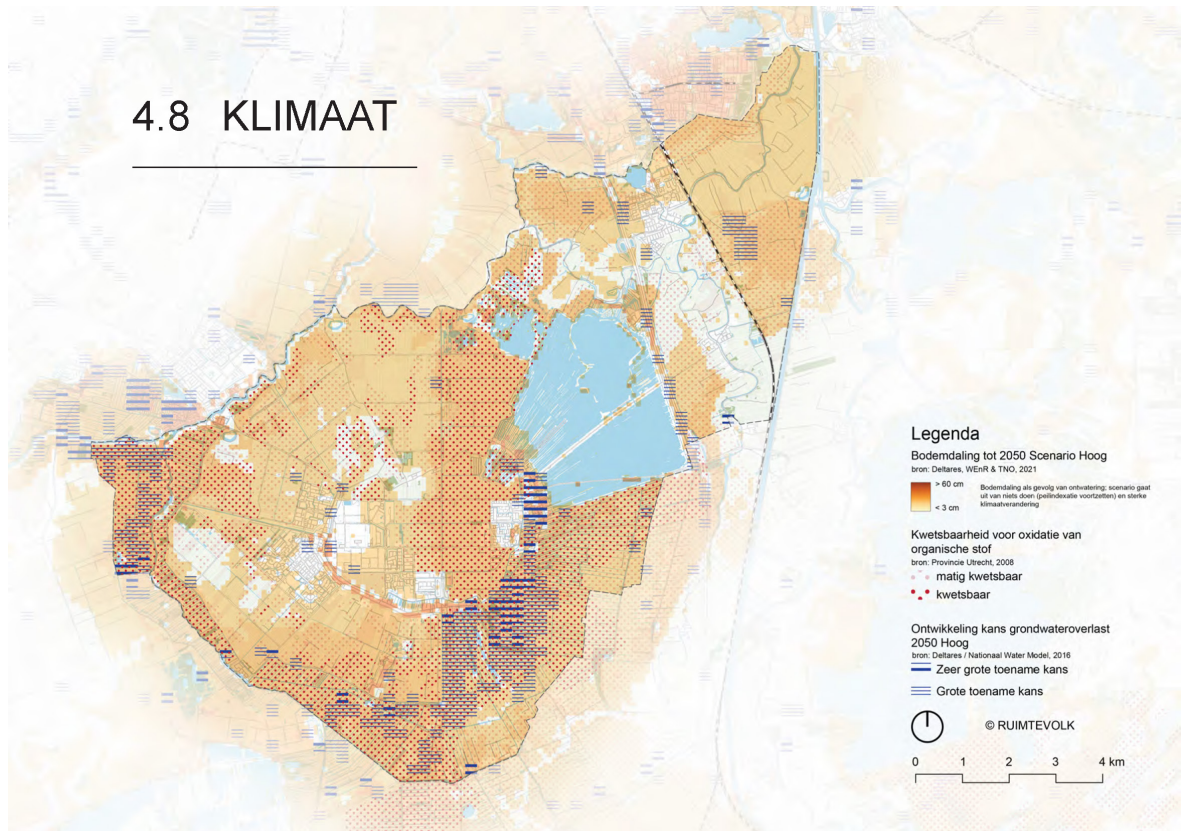 4.8 KLIMAAT
Legenda
Bodemdaling tot 2050 Scenario Hoog
bron: Deltares, WEnR & TNO, 2021
> 60 cm
< 3 cm
Bodemdaling als gevolg van ontwatering; scenario gaat
uit van niets doen (peilindexatie voortzetten) en sterke
klimaatverandering
Kwetsbaarheid voor oxidatie van
organische stof
bron: Provincie Utrecht, 2008
matig kwetsbaar
kwetsbaar
Ontwikkeling kans grondwateroverlast
2050 Hoog
bron: Deltares / Nationaal Water Model, 2016
Zeer grote toename kans
Grote toename kans
© RUIMTEVOLK
0 1 2 3 4 km